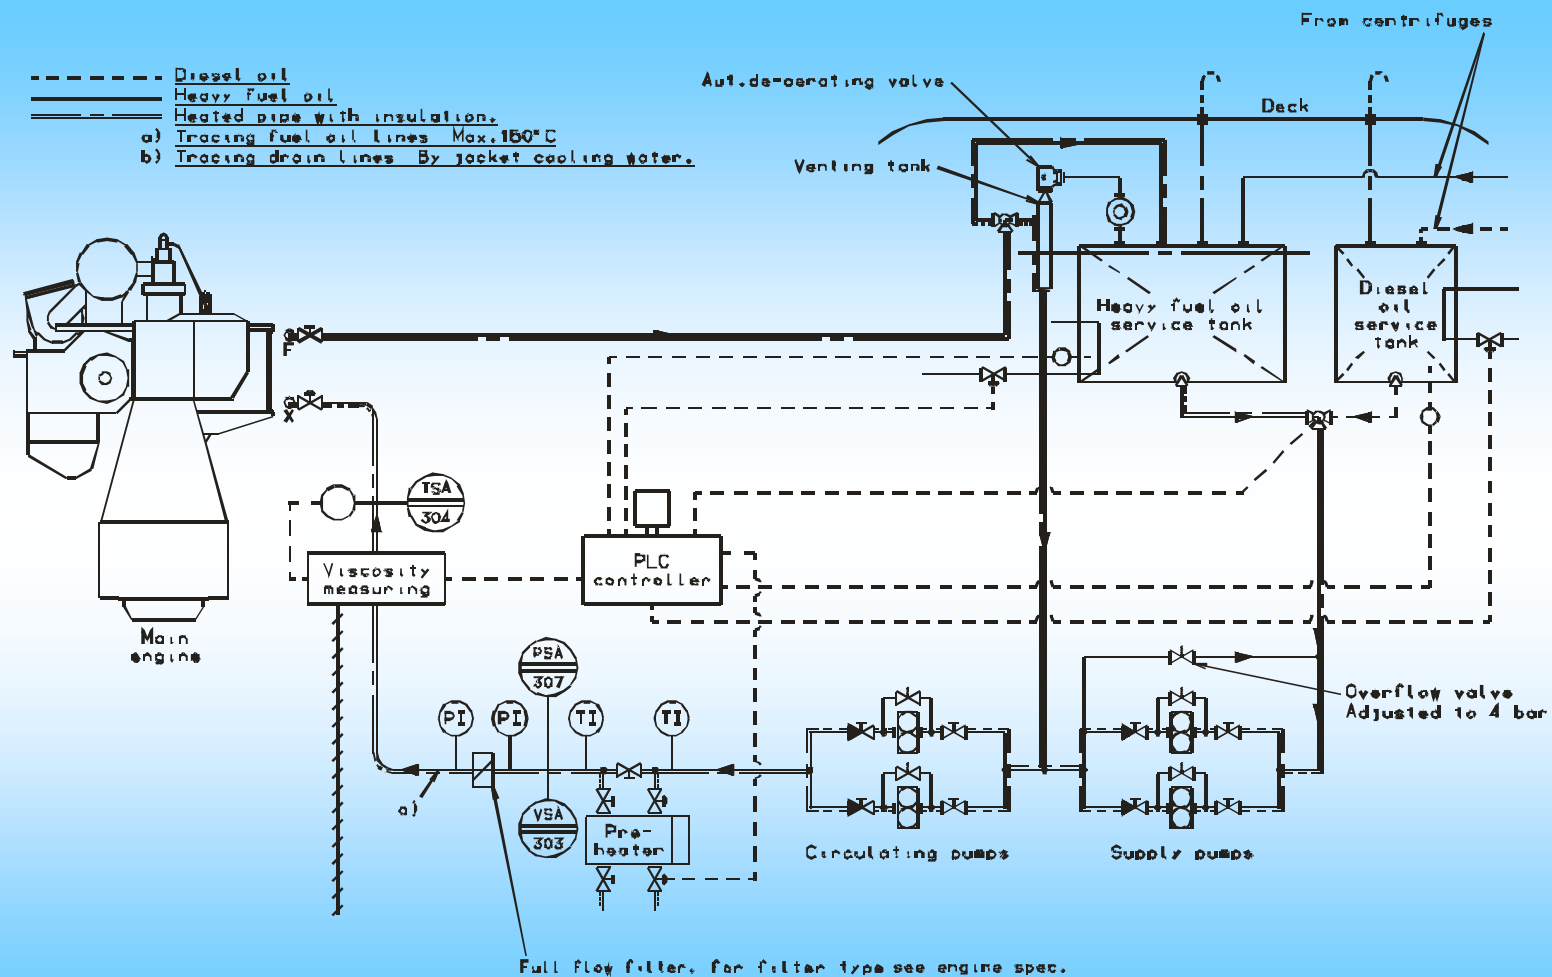 From centrifuges
Diesel oil
Heavy fuel oil
Heated pipe with insulation.
a) Tracing fuel oil lines Max.150°C
b) Tracing drain lines By jacket cooling water.
Aut.de-aerating valve
Deck
Venting tank
Heavy fuel oil
service tank
Diesel
oil
service
tank
F
X
TSA
304
PLC
controller
Viscosity
measuring
Main
engine
PSA
307
Overflow valve
Adjusted to 4 bar
PI
PI
TI
TI
a)
VSA
303
Pre-
heater
Circulating pumps
Supply pumps
Full flow filter. For filter type see engine spec.